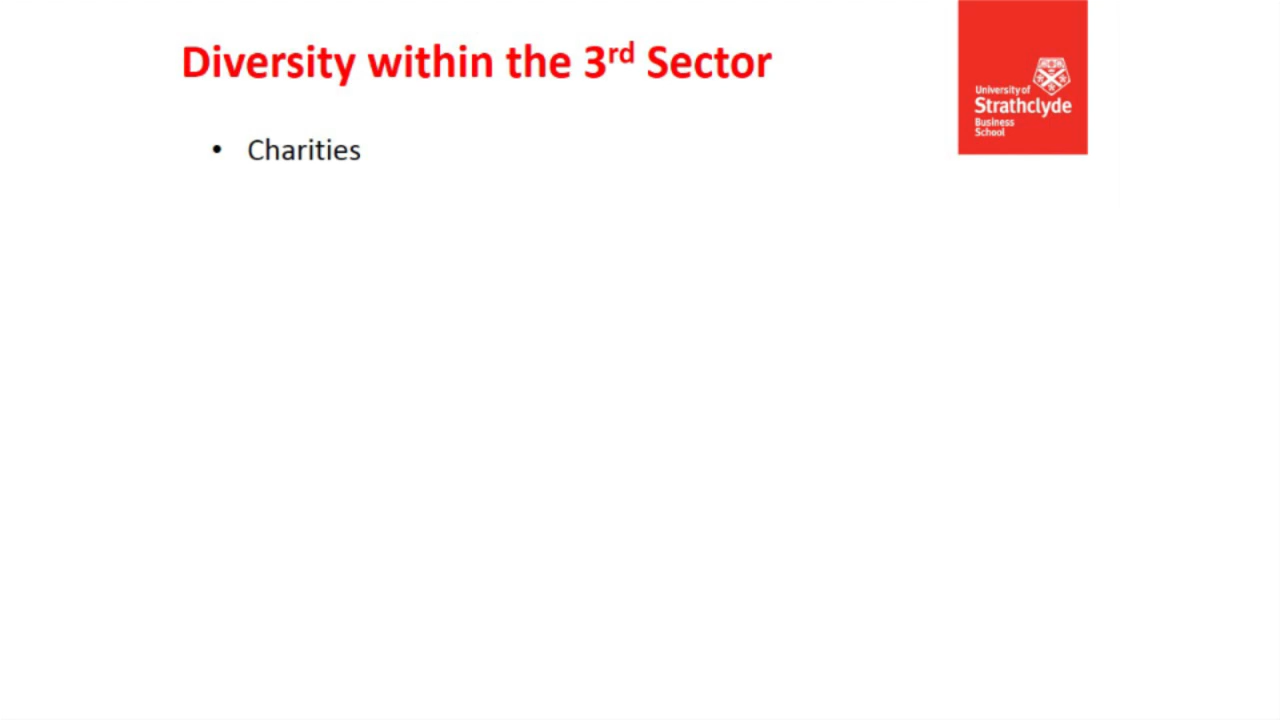 Diversity within the 3rd Sector
• Charities
University of
Strathclyde
Business
School